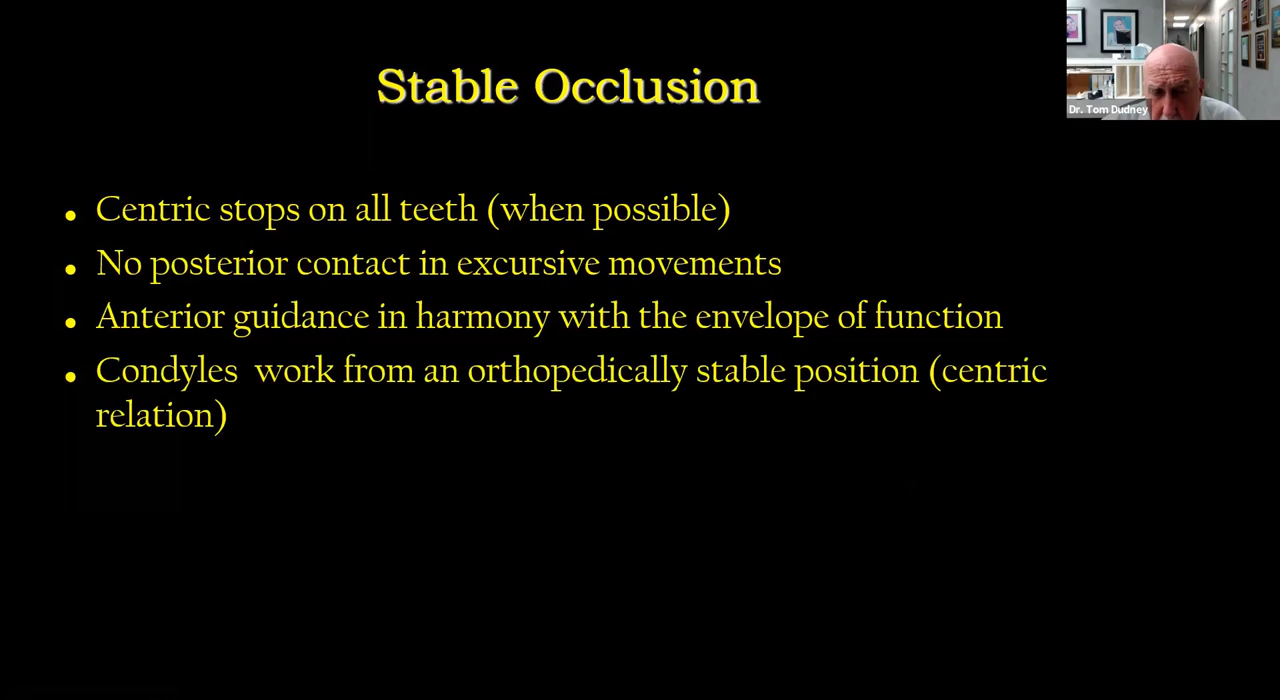 Stable Occlusion
Dr. Tom Dudney
• Centric stops on all teeth (when possible)
• No posterior contact in excursive movements
• Anterior guidance in harmony with the envelope of function
• Condyles work from an orthopedically stable position (centric
relation)